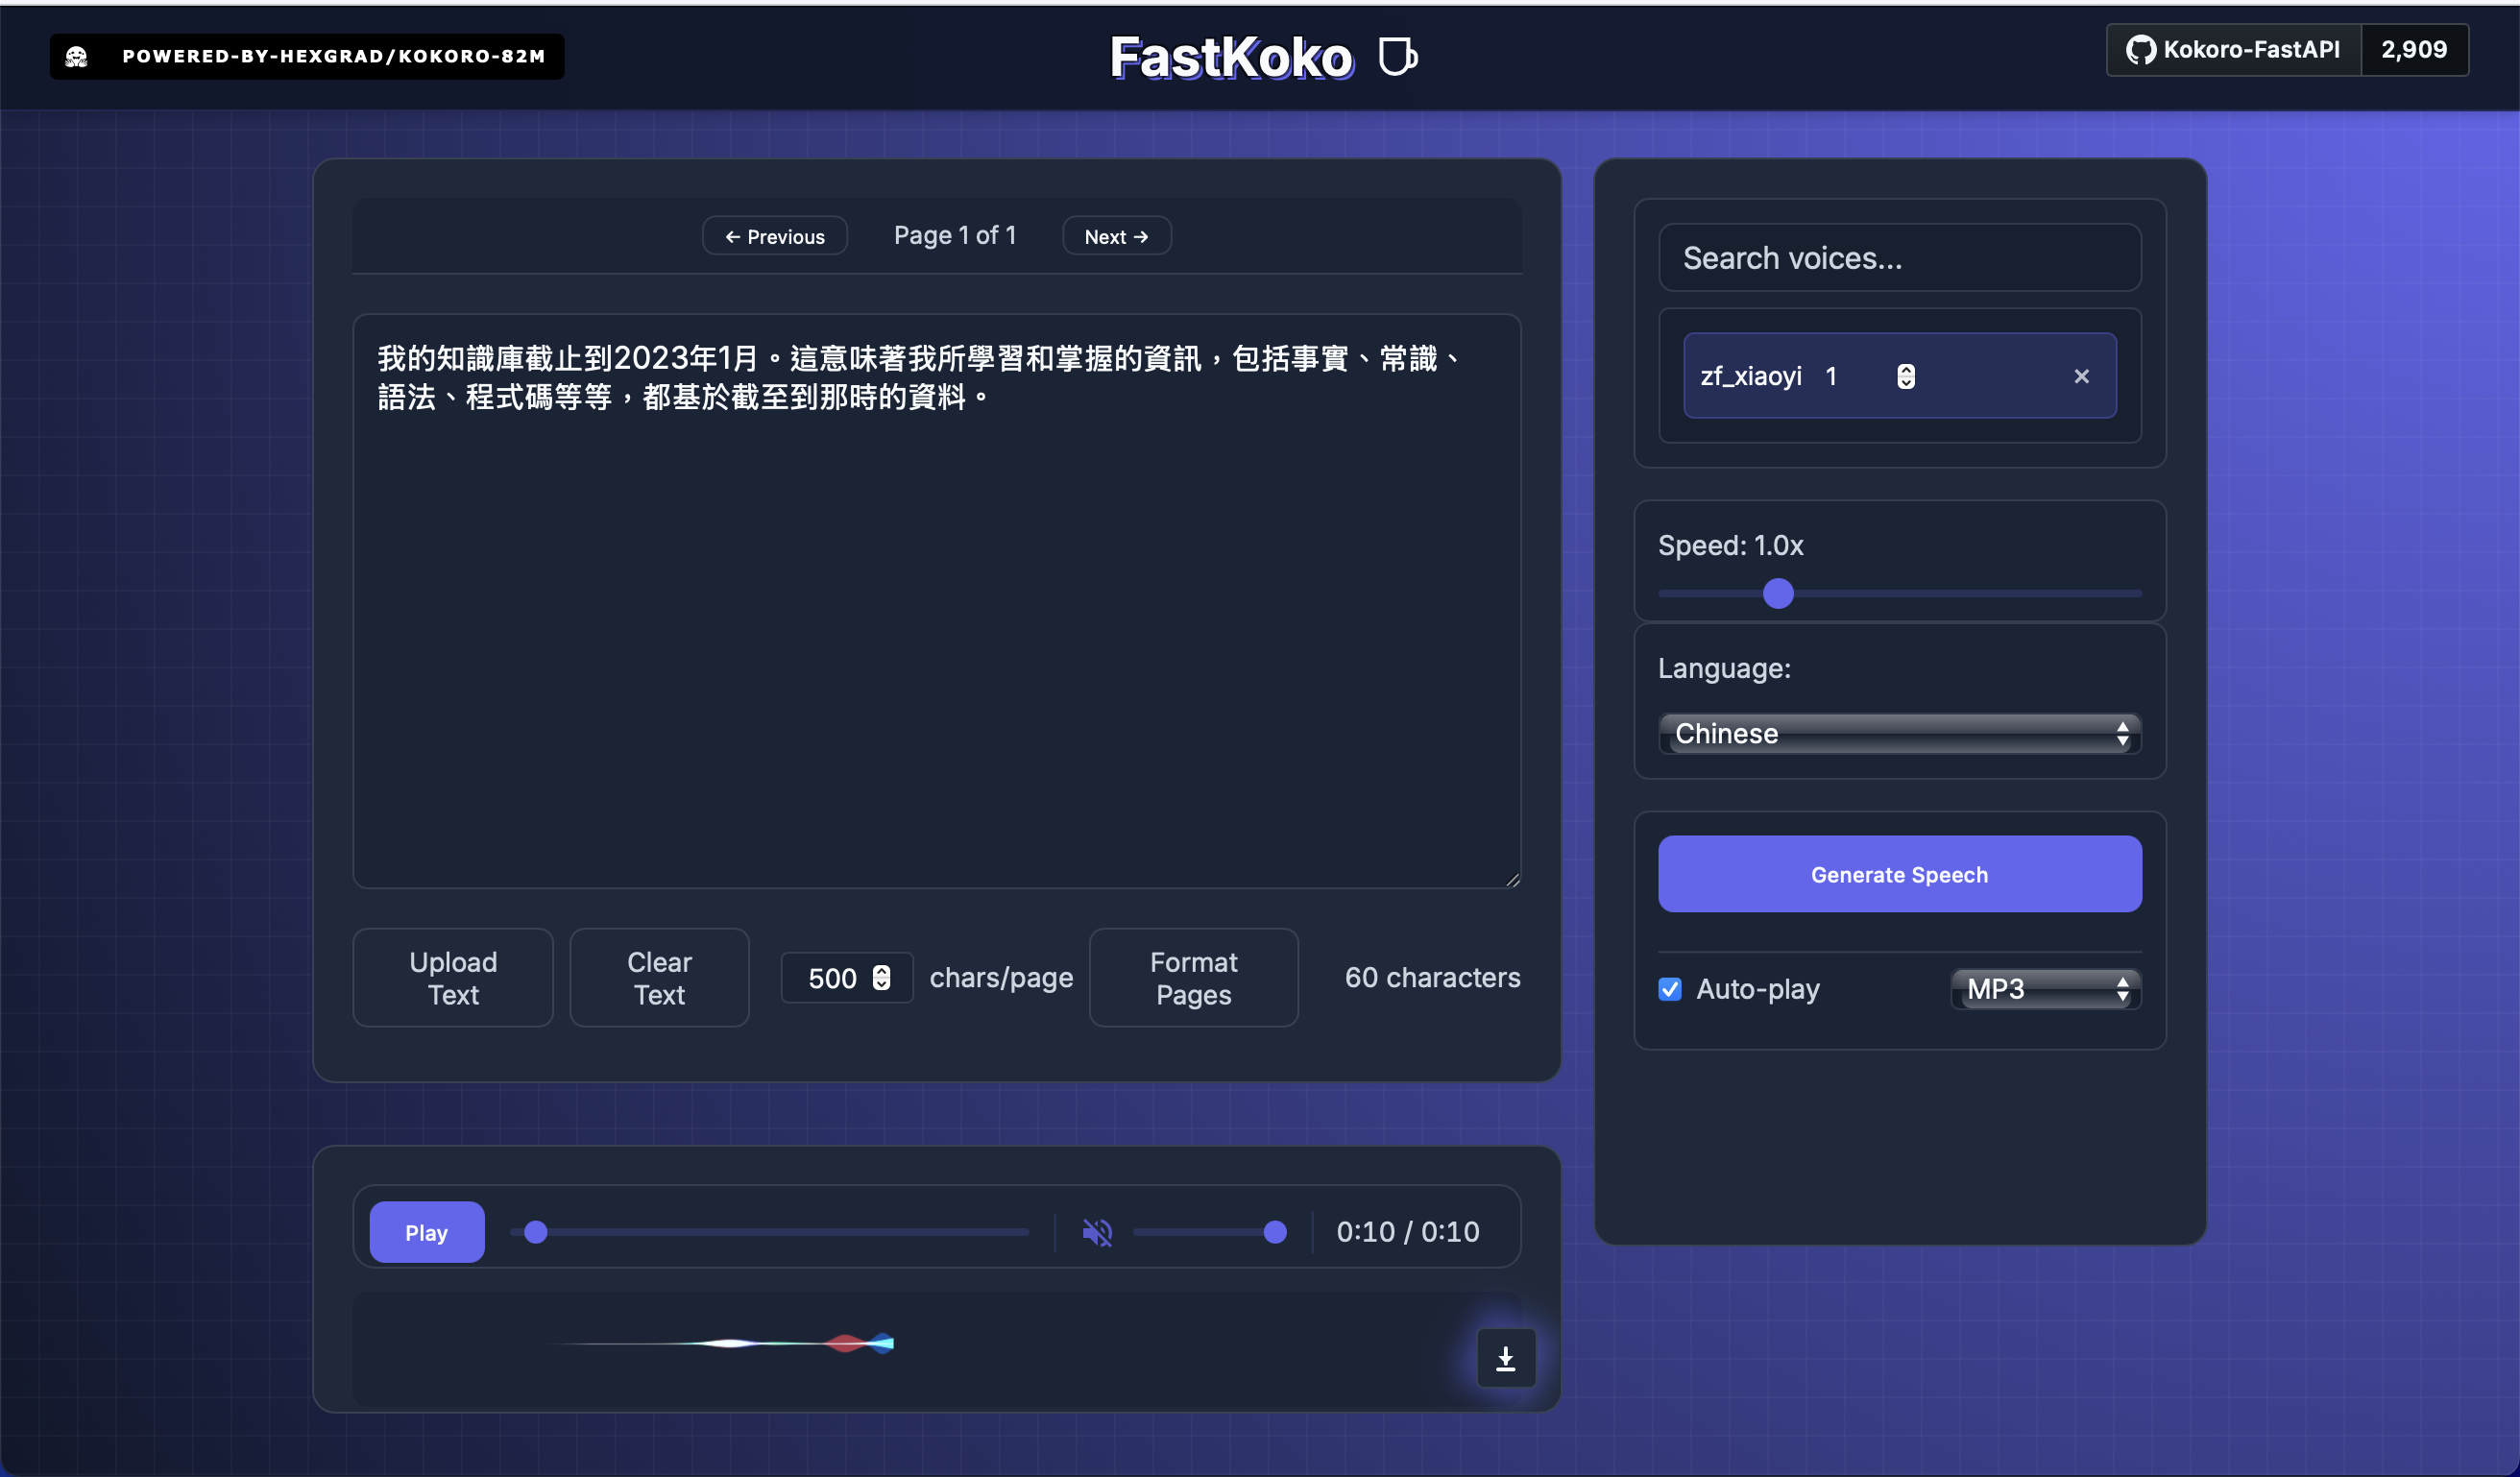 POWERED-BY-HEXGRAD/KOKORO-82M
FastKoko
Kokoro-FastAPI 2,909
← Previous
Page 1 of 1
Next →
我的知識庫截止到2023年1月。這意味著我所學習和掌握的資訊，包括事實、常識、
語法、程式碼等等，都基於截至到那時的資料。
Upload
Text
Clear
Text
500
chars/page
Format
Pages
60 characters
Play
0:10 / 0:10
Search voices...
zf_xiaoyi 1 ×
Speed: 1.0x
Language:
Chinese
Generate Speech
Auto-play
MP3